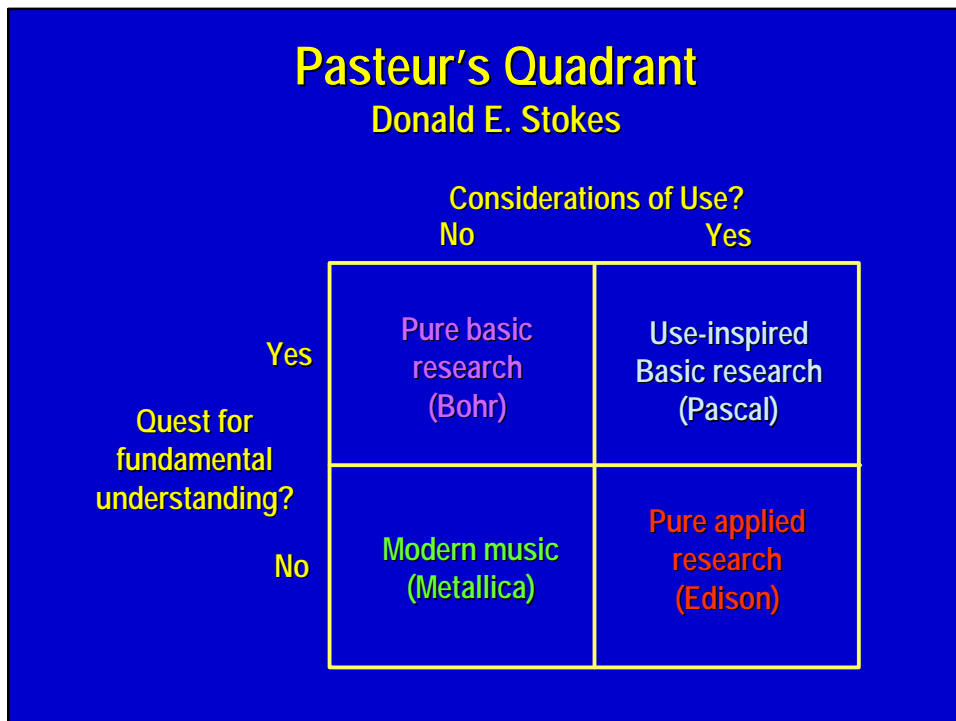 Pasteur's Quadrant
Donald E. Stokes
Considerations of Use?
No Yes
Yes
Pure basic
research
(Bohr)
Use-inspired
Basic research
(Pascal)
Quest for
fundamental
understanding?
No
Modern music
(Metallica)
Pure applied
research
(Edison)